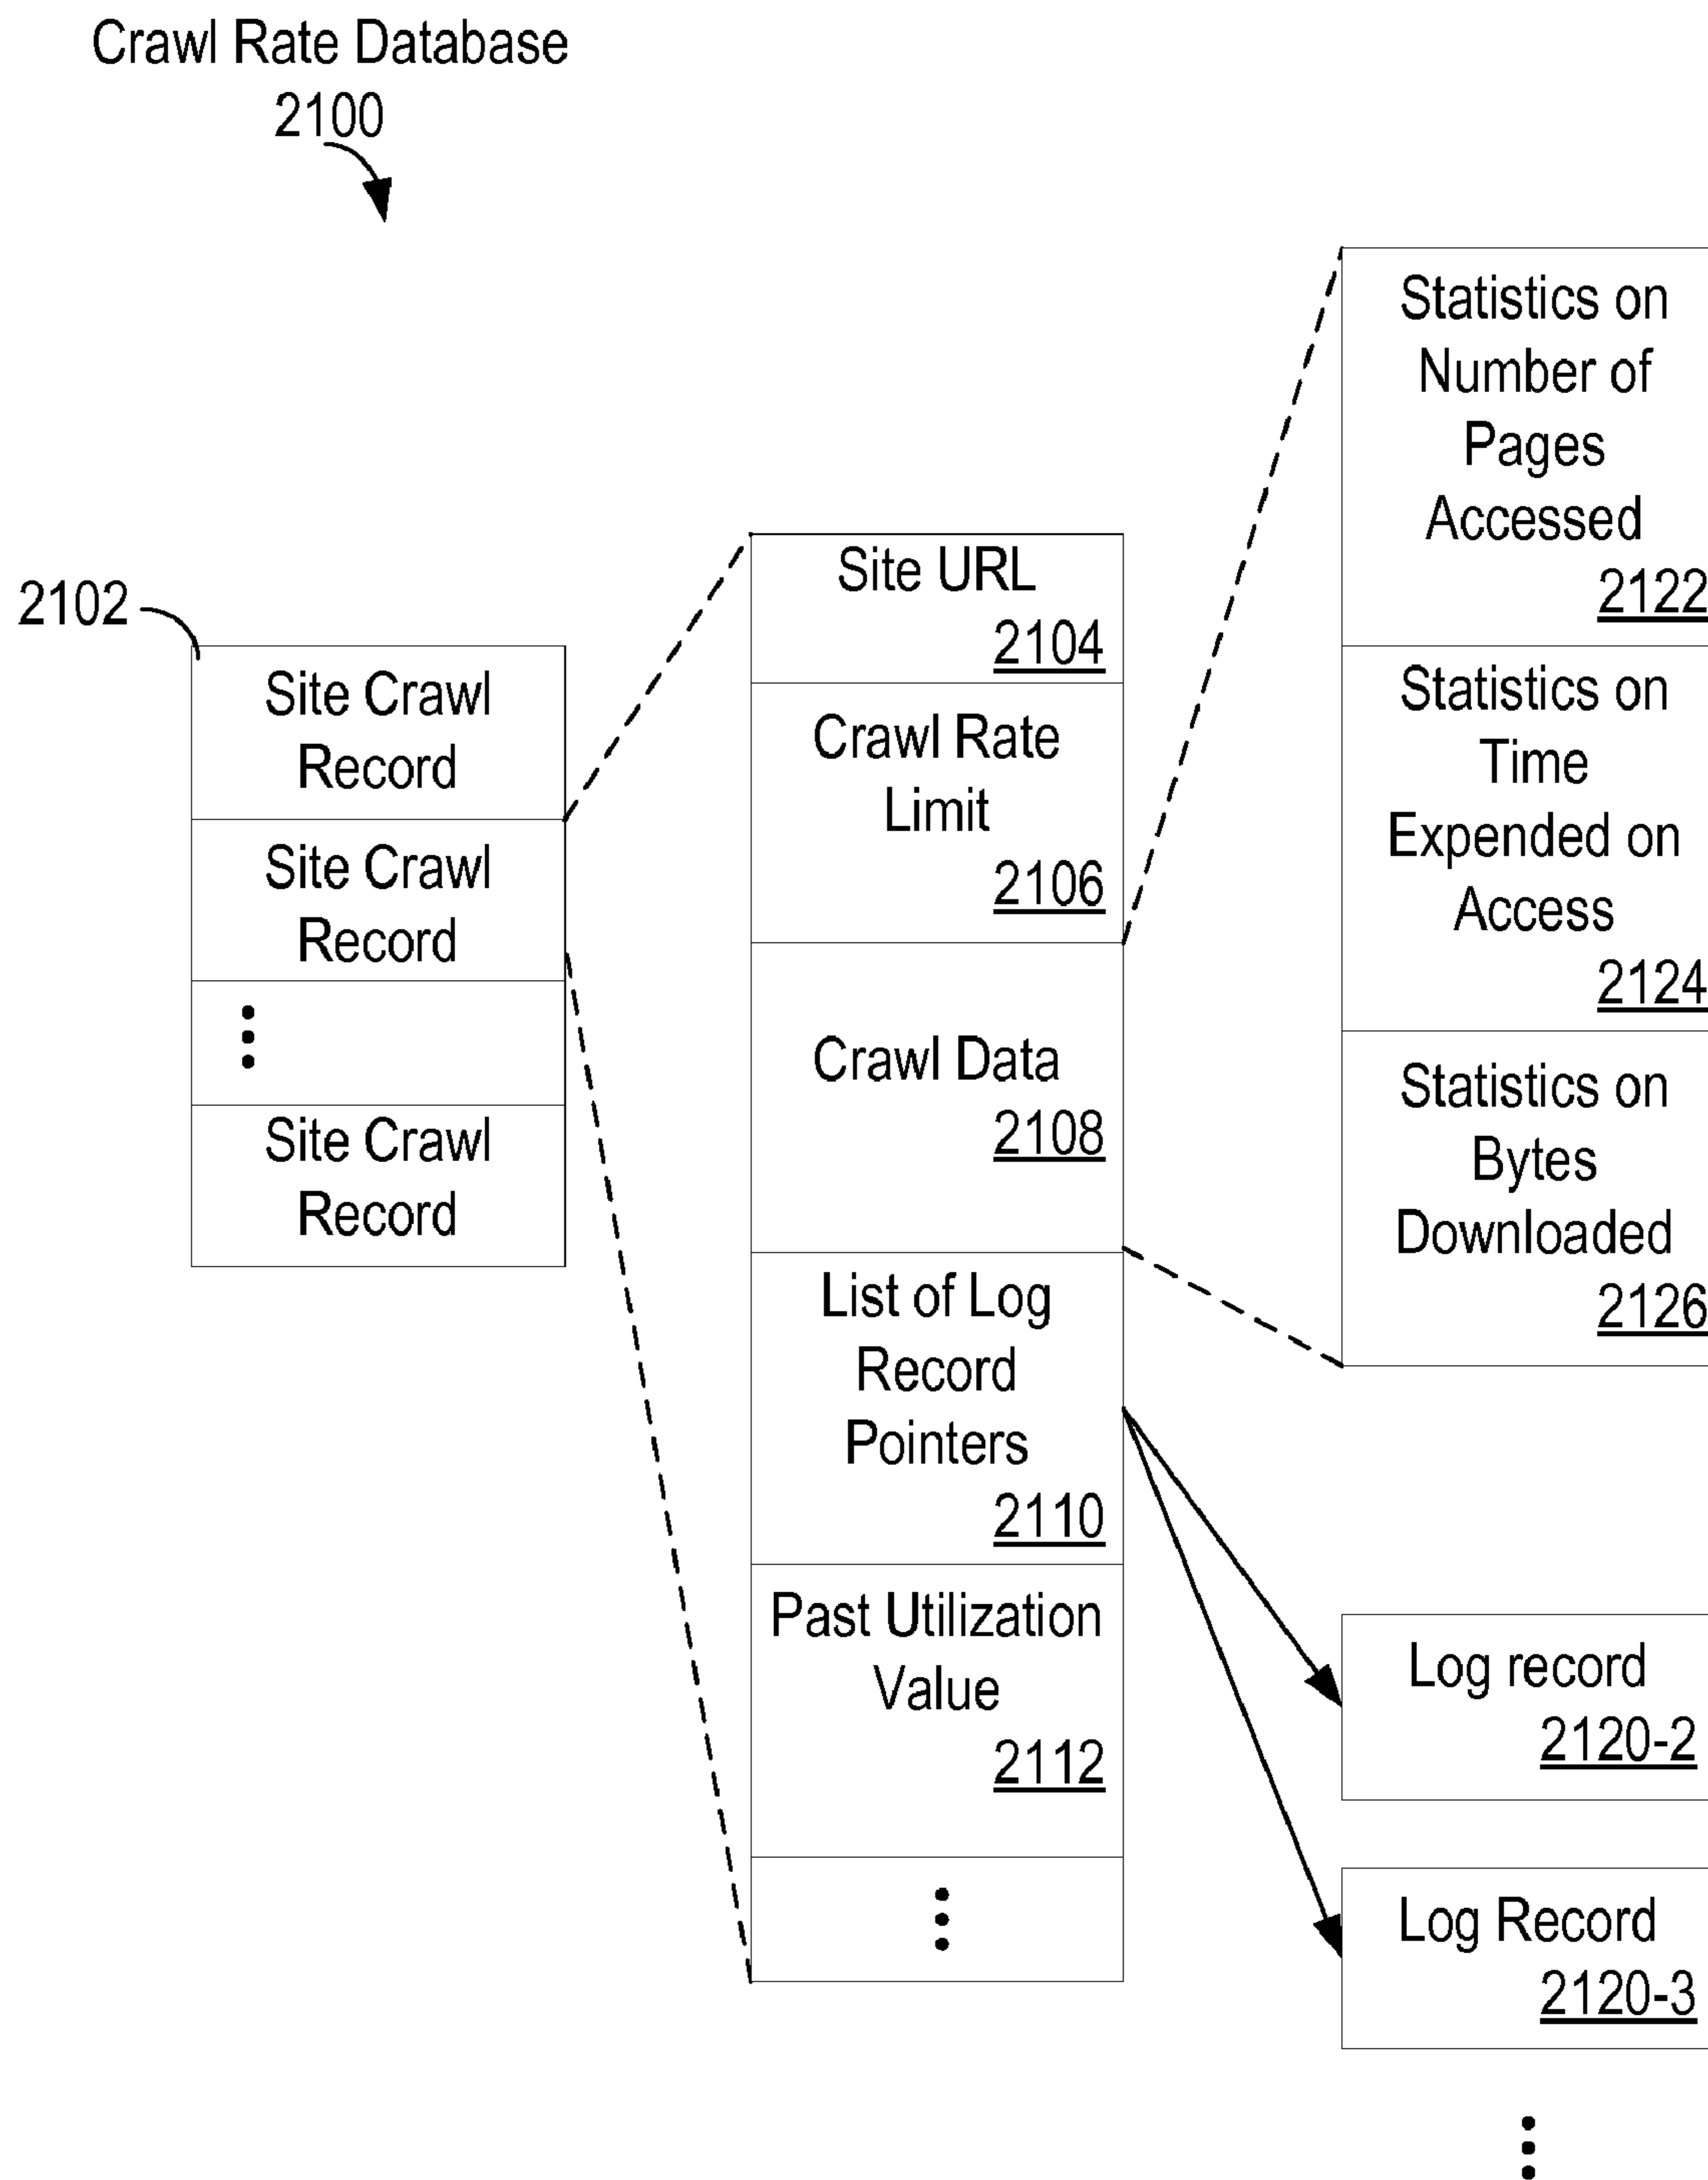 Crawl Rate Database
2100
2102
Site Crawl
Record
Site Crawl
Record
Site Crawl
Record
Site URL
2104
Crawl Rate
Limit
2106
Crawl Data
2108
List of Log
Record
Pointers
2110
Past Utilization
Value
2112
Statistics on
Number of
Pages
Accessed
2122
Statistics on
Time
Expended on
Access
2124
Statistics on
Bytes
Downloaded
2126
Log record
2120-2
Log Record
2120-3